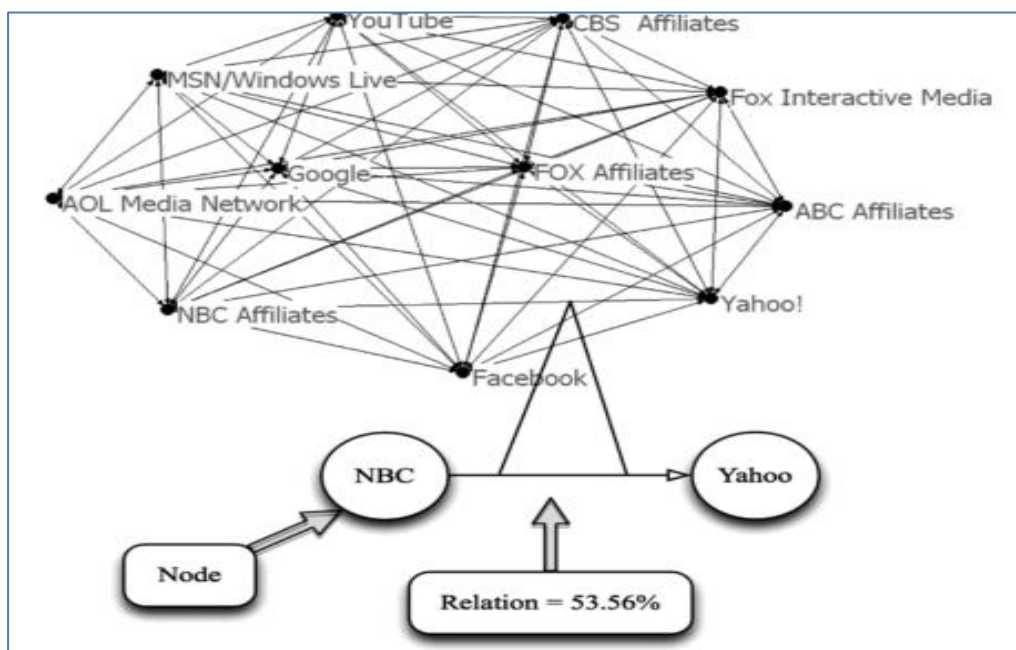 YouTube
CBS Affiliates
MSN/Windows Live
Fox Interactive Media
Google
FOX Affiliates
AOL Media Network
ABC Affiliates
NBC Affiliates
Yahoo!
Facebook
NBC
Yahoo
Node
Relation = 53.56%